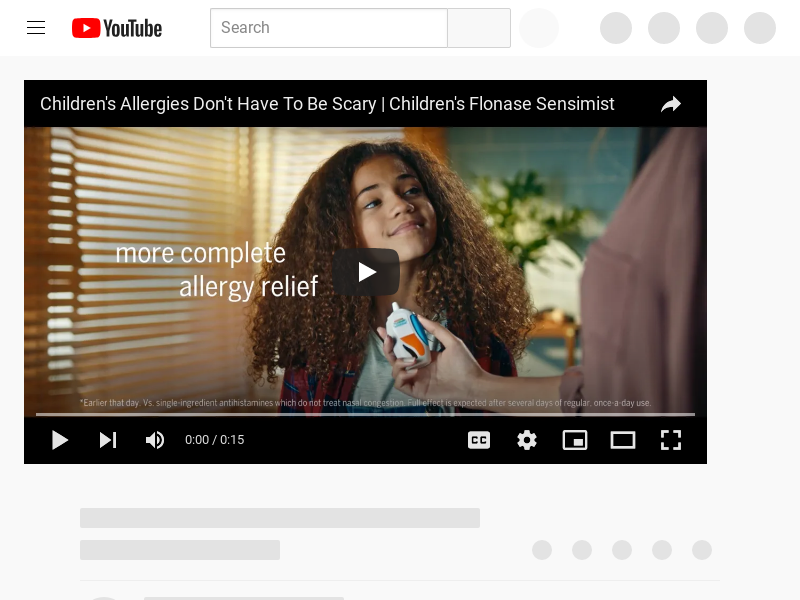 YouTube
Search
Children's Allergies Don't Have To Be Scary | Children's Flonase Sensimist
more complete
allergy relief
*Earlier that day. Vs. single-ingredient antihistamines which do not treat nasal congestion. Full effect is expected after several days of regular, once-a-day use.
0:00 / 0:15
CC